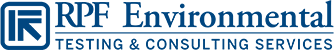 RPF Environmental
TESTING & CONSULTING SERVICES